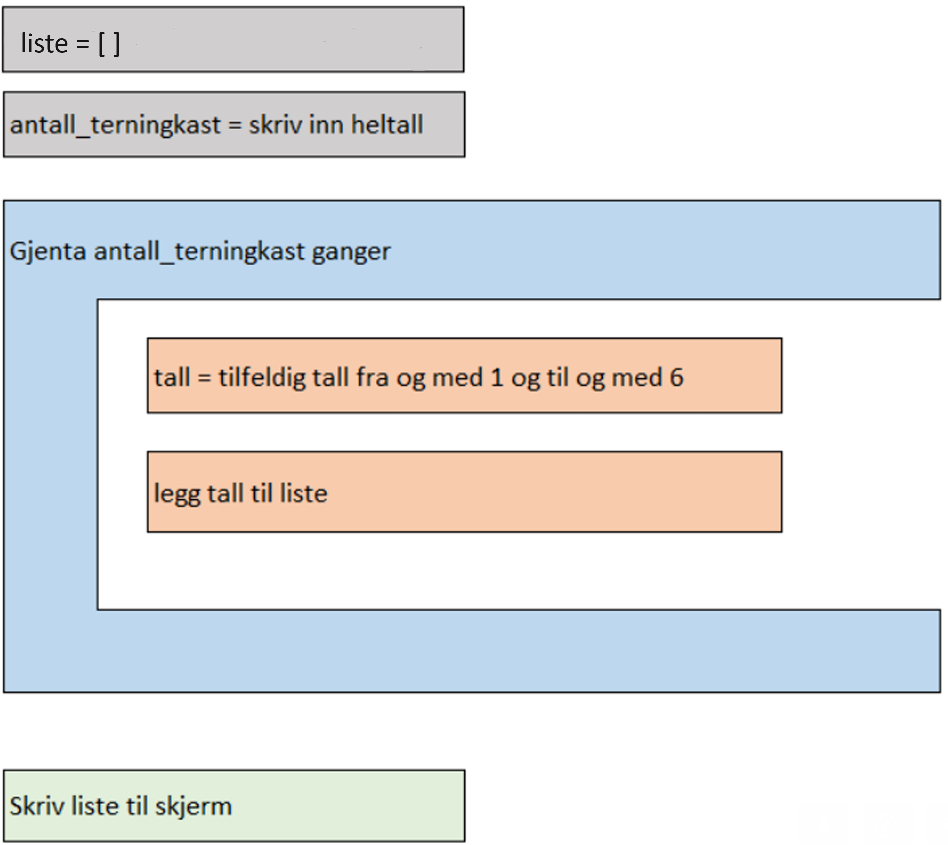 liste = [ ]
antall_terningkast = skriv inn heltall
Gjenta antall_terningkast ganger
tall = tilfeldig tall fra og med 1 og til og med 6
legg tall til liste
Skriv liste til skjerm